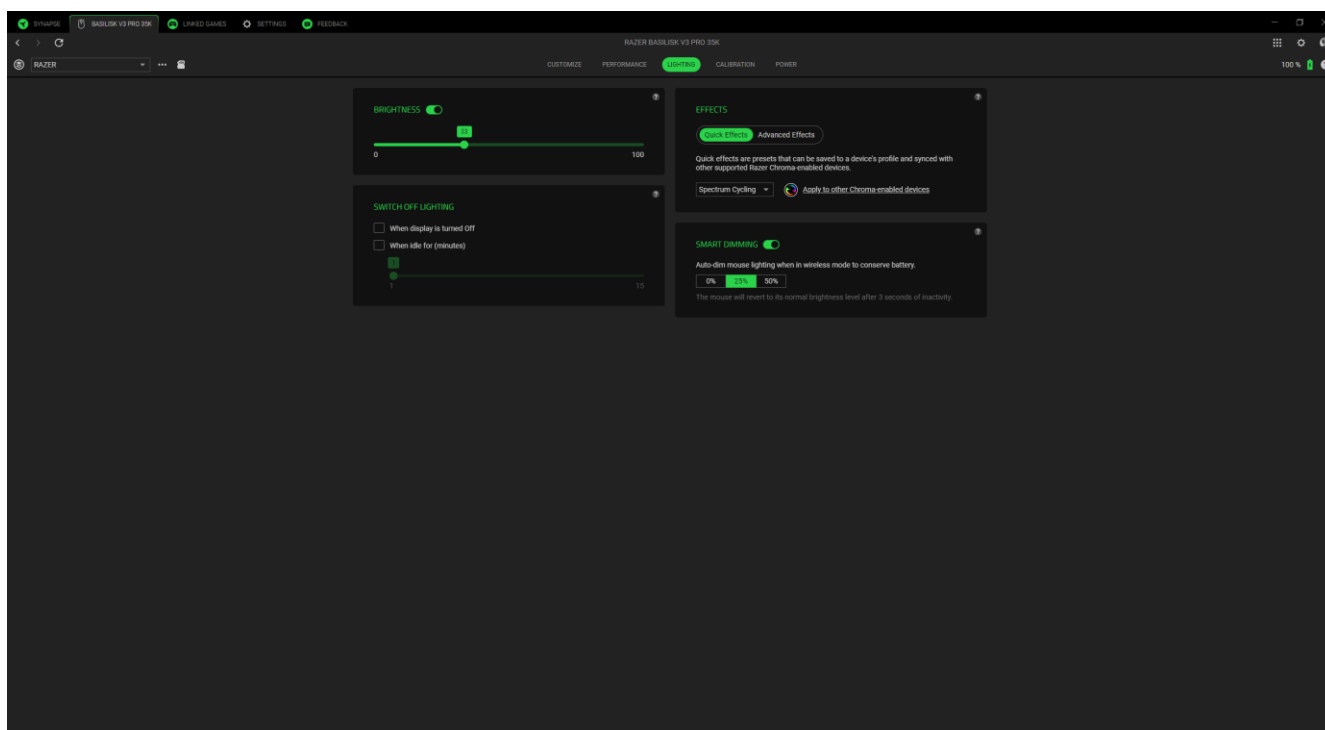 SYNAPSE BASILISK V3 PRO 35K LINKED GAMES SETTINGS FEEDBACK
RAZER BASILISK V3 PRO 35K
RAZER CUSTOMIZE PERFORMANCE LIGHTING CALIBRATION POWER 100 %
BRIGHTNESS
33
0 100
SWITCH OFF LIGHTING
When display is turned Off
When idle for (minutes)
1 15
EFFECTS
Quick Effects Advanced Effects
Quick effects are presets that can be saved to a device's profile and synced with
other supported Razer Chroma-enabled devices.
Spectrum Cycling Apply to other Chroma-enabled devices
SMART DIMMING
Auto-dim mouse lighting when in wireless mode to conserve battery.
0% 25% 50%
The mouse will revert to its normal brightness level after 3 seconds of inactivity.